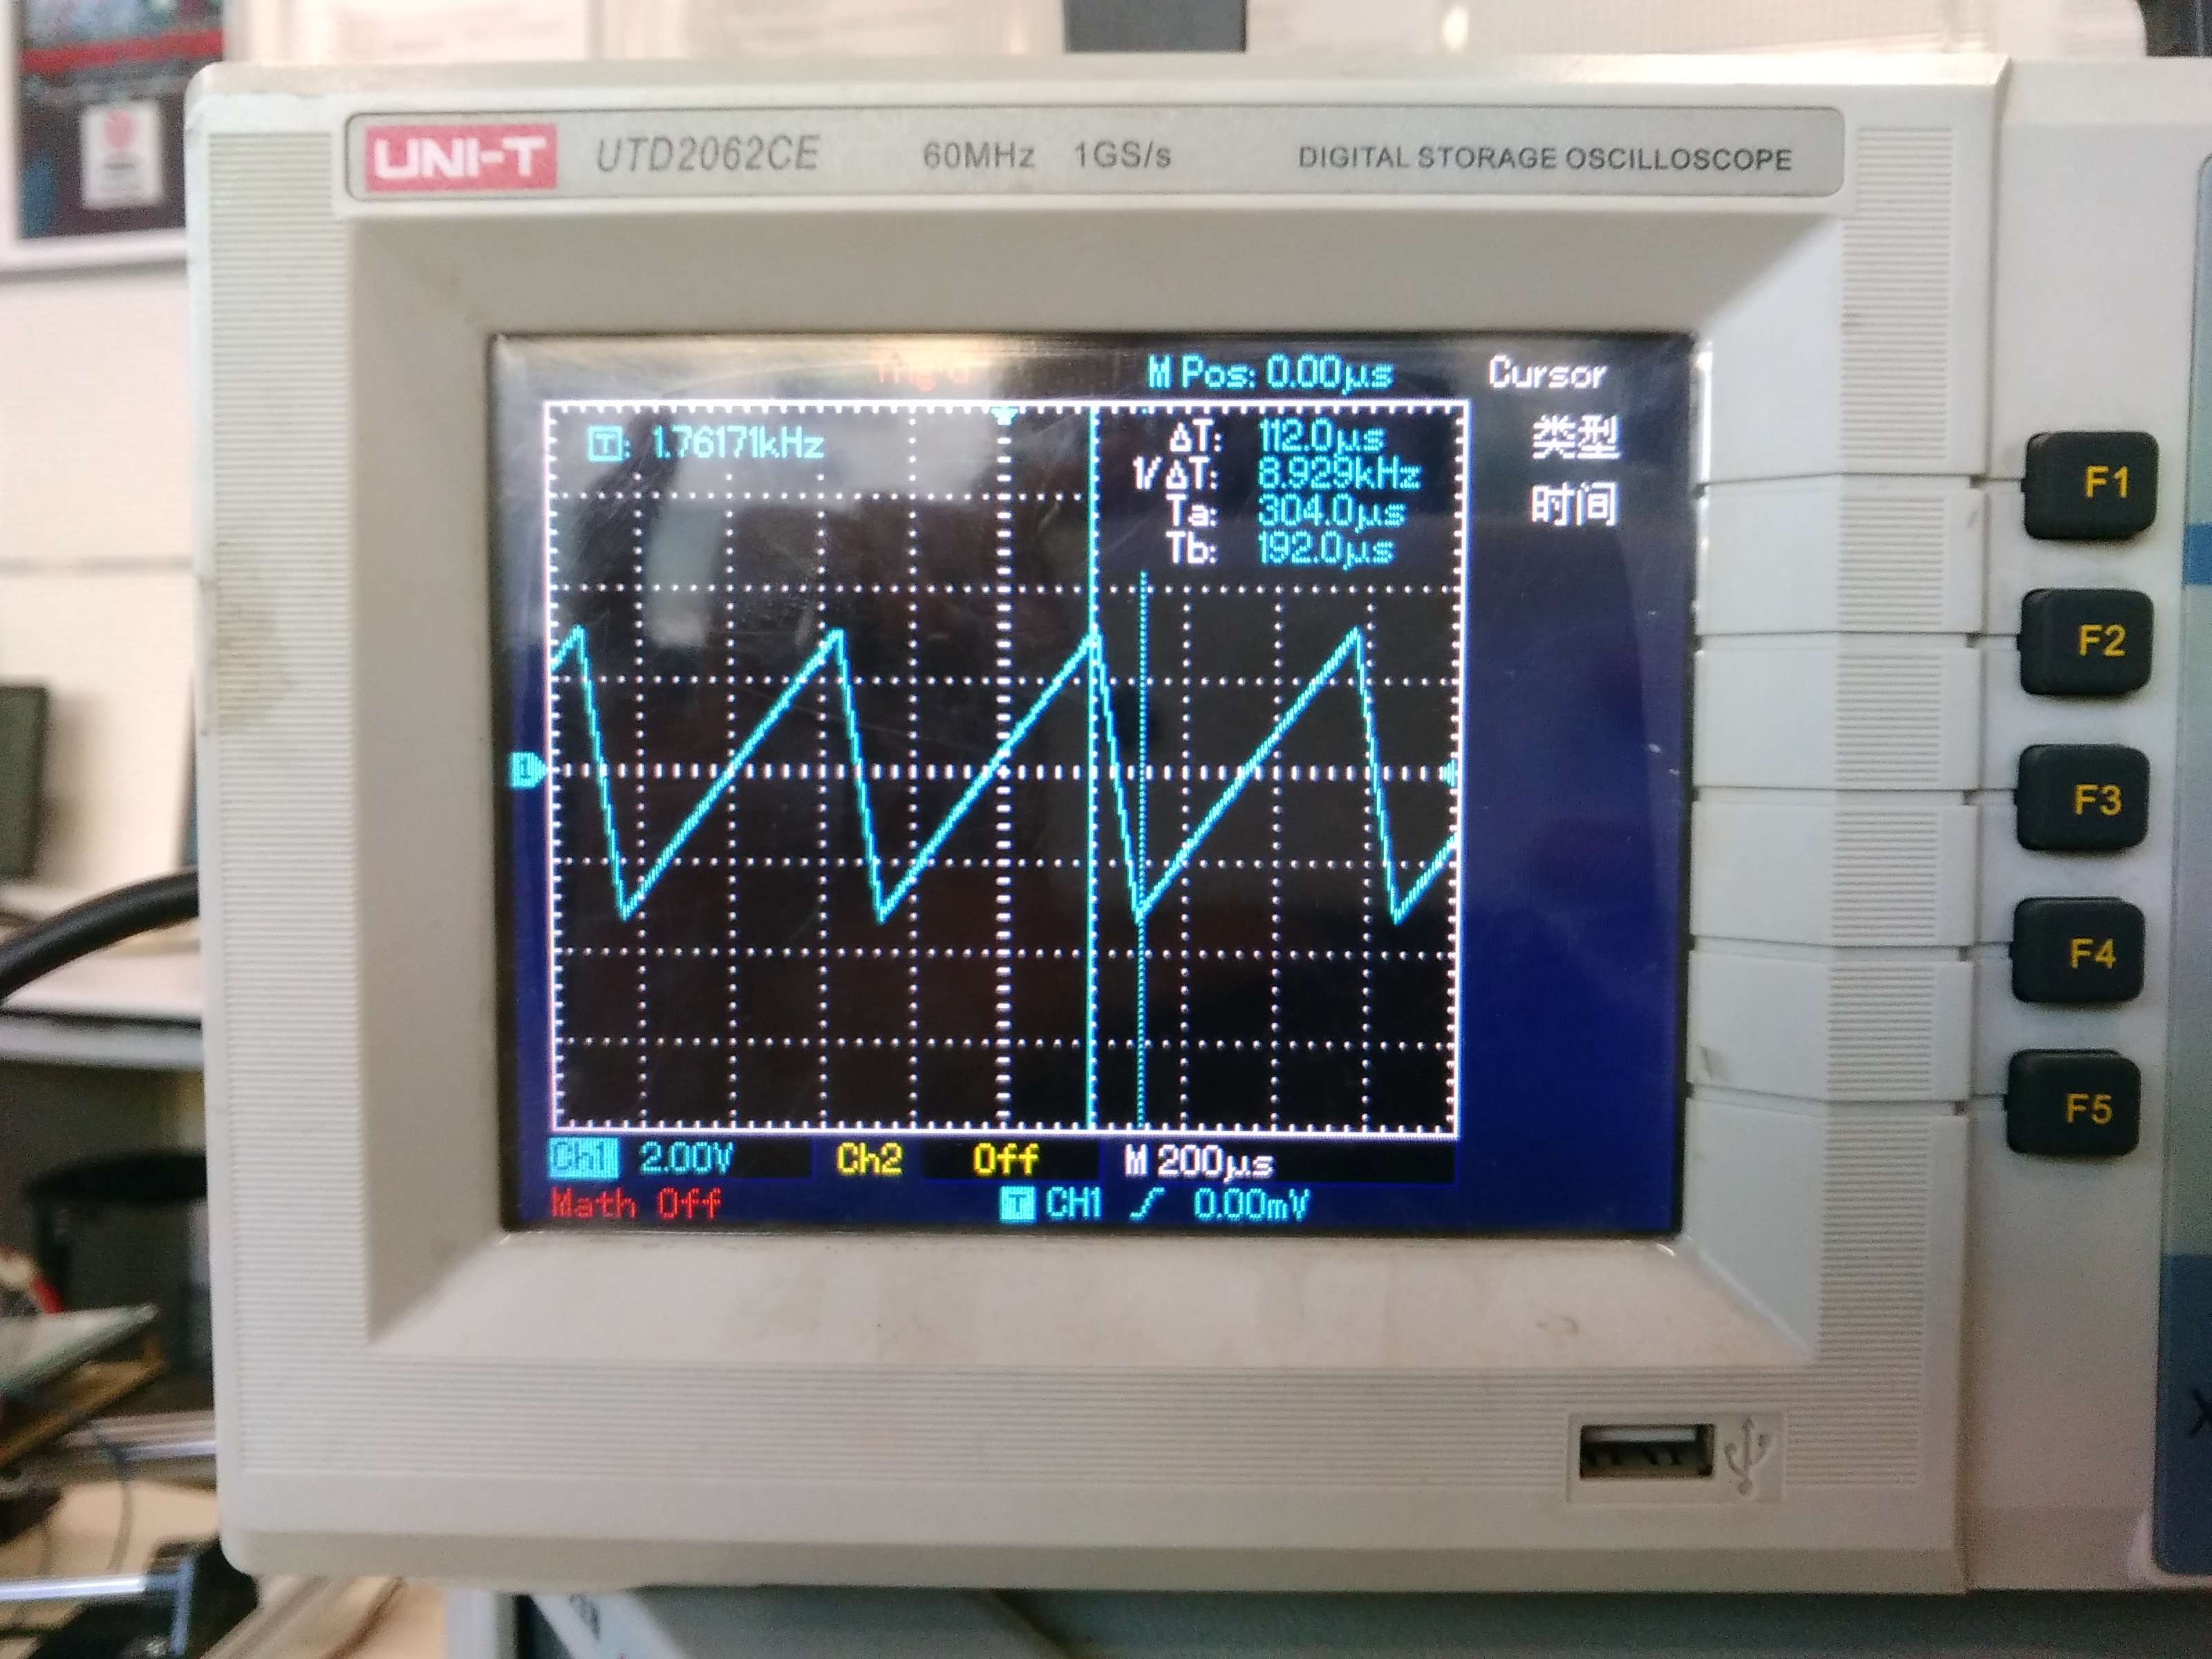 UNI-T UTD2062CE 60MHz 1GS/s DIGITAL STORAGE OSCILLOSCOPE
M Pos: 0.00µs Cursor
T: 1.76171kHz
ΔT: 112.0µs
1/ΔT: 8.929kHz
Ta: 304.0µs
Tb: 192.0µs
类型
时间
1
Ch1 2.00V Ch2 Off M 200µs
Math Off T CH1 0.00mV
F1
F2
F3
F4
F5